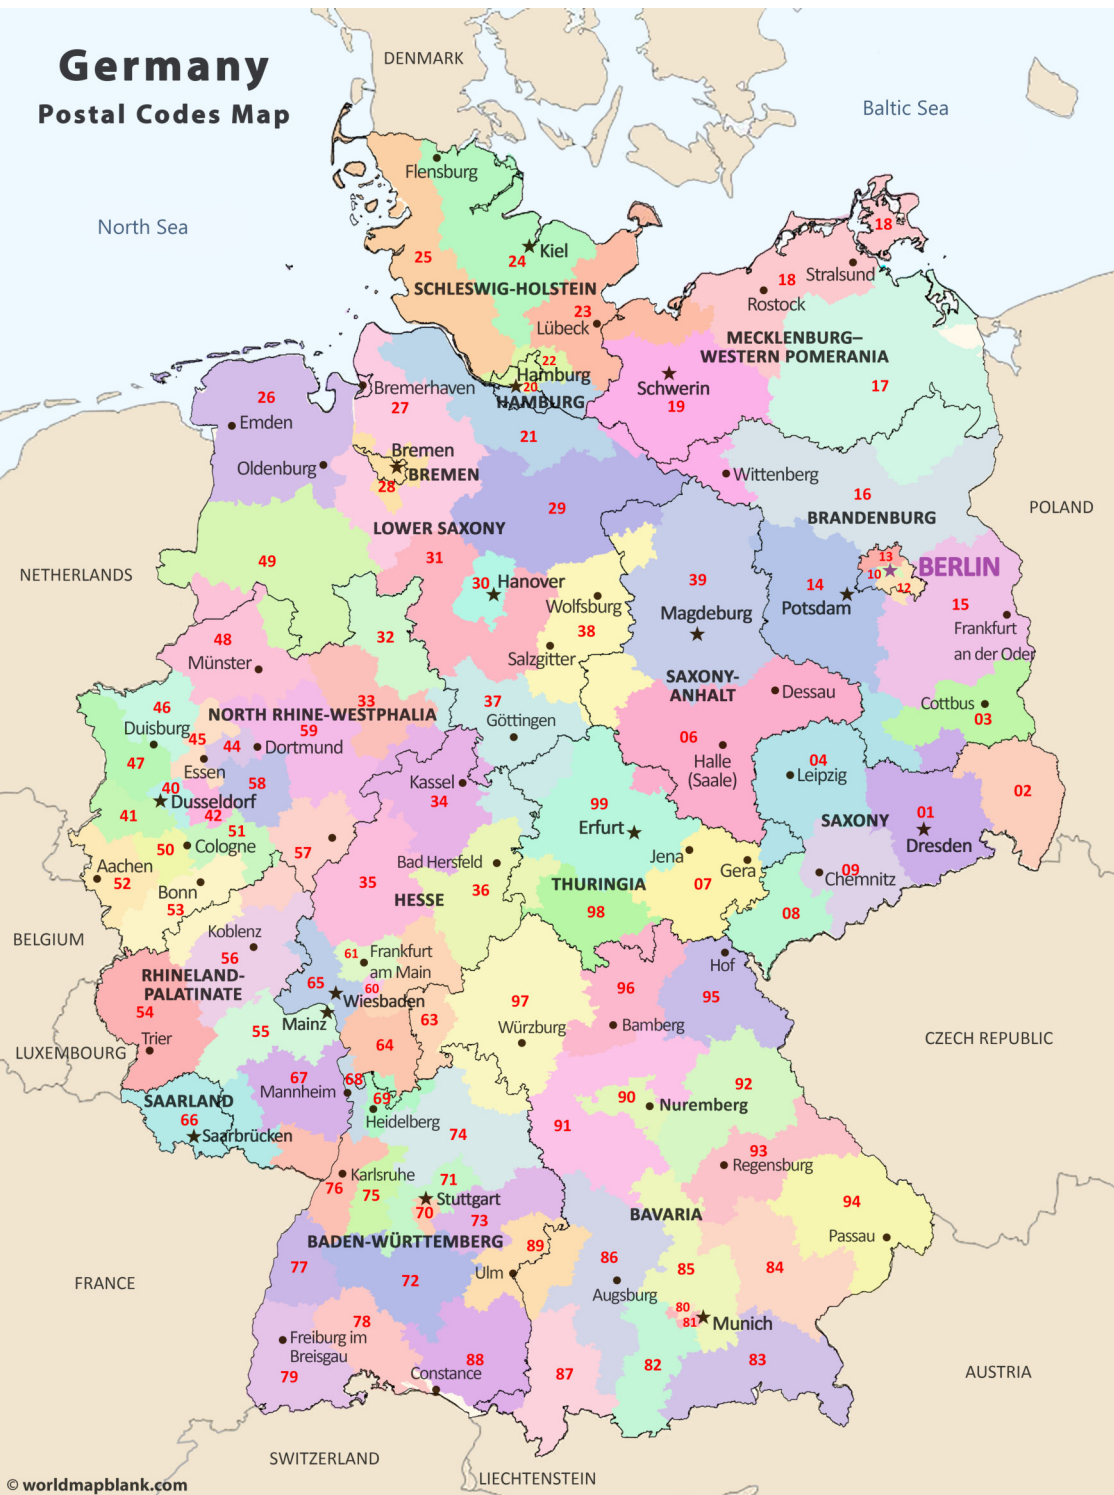 Germany
Postal Codes Map
DENMARK
Baltic Sea
North Sea
Flensburg
25
24
Kiel
SCHLESWIG-HOLSTEIN
23
Lübeck
22
Hamburg
20
HAMBURG
18
18
Stralsund
Rostock
MECKLENBURG–
WESTERN POMERANIA
17
Schwerin
19
26
Emden
Oldenburg
Bremerhaven
27
Bremen
BREMEN
28
21
29
LOWER SAXONY
Wittenberg
16
BRANDENBURG
POLAND
NETHERLANDS
49
31
30
Hanover
Wolfsburg
38
Salzgitter
39
Magdeburg
SAXONY-
ANHALT
14
Potsdam
13
10
12
BERLIN
15
Frankfurt
an der Oder
Cottbus
03
48
Münster
32
33
37
Göttingen
NORTH RHINE-WESTPHALIA
59
46
Duisburg
45
44
Dortmund
47
Essen
58
40
Dusseldorf
42
41
51
50
Cologne
Aachen
52
Bonn
53
57
Dessau
06
Halle
(Saale)
04
Leipzig
SAXONY
01
Dresden
02
09
Chemnitz
08
Kassel
34
99
Erfurt
Jena
Gera
07
THURINGIA
98
Bad Hersfeld
36
35
HESSE
BELGIUM
Koblenz
56
RHINELAND-
PALATINATE
54
Trier
LUXEMBOURG
61
Frankfurt
am Main
60
65
Wiesbaden
Mainz
55
63
64
97
Würzburg
96
Bamberg
Hof
95
CZECH REPUBLIC
67
Mannheim
68
69
Heidelberg
SAARLAND
66
Saarbrücken
74
90
Nuremberg
91
92
93
Regensburg
94
Passau
BAVARIA
Karlsruhe
76
75
71
Stuttgart
70
73
BADEN-WÜRTTEMBERG
89
Ulm
77
72
86
Augsburg
85
84
80
81
Munich
FRANCE
78
Freiburg im
Breisgau
79
88
Constance
87
82
83
AUSTRIA
SWITZERLAND
LIECHTENSTEIN
© worldmapblank.com